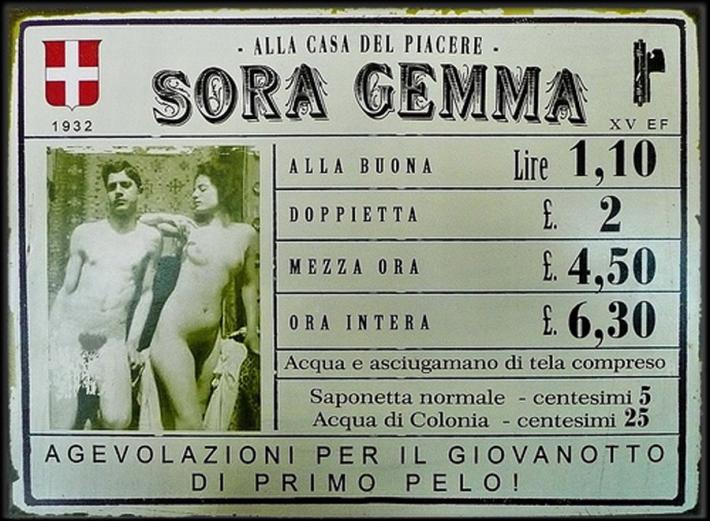 - ALLA CASA DEL PIACERE -
SORA GEMMA
1932
XV EF
ALLA BUONA Lire 1,10
DOPPIETTA £. 2
MEZZA ORA £. 4,50
ORA INTERA £. 6,30
Acqua e asciugamano di tela compreso
Saponetta normale - centesimi 5
Acqua di Colonia - centesimi 25
AGEVOLAZIONI PER IL GIOVANOTTO
DI PRIMO PELO!